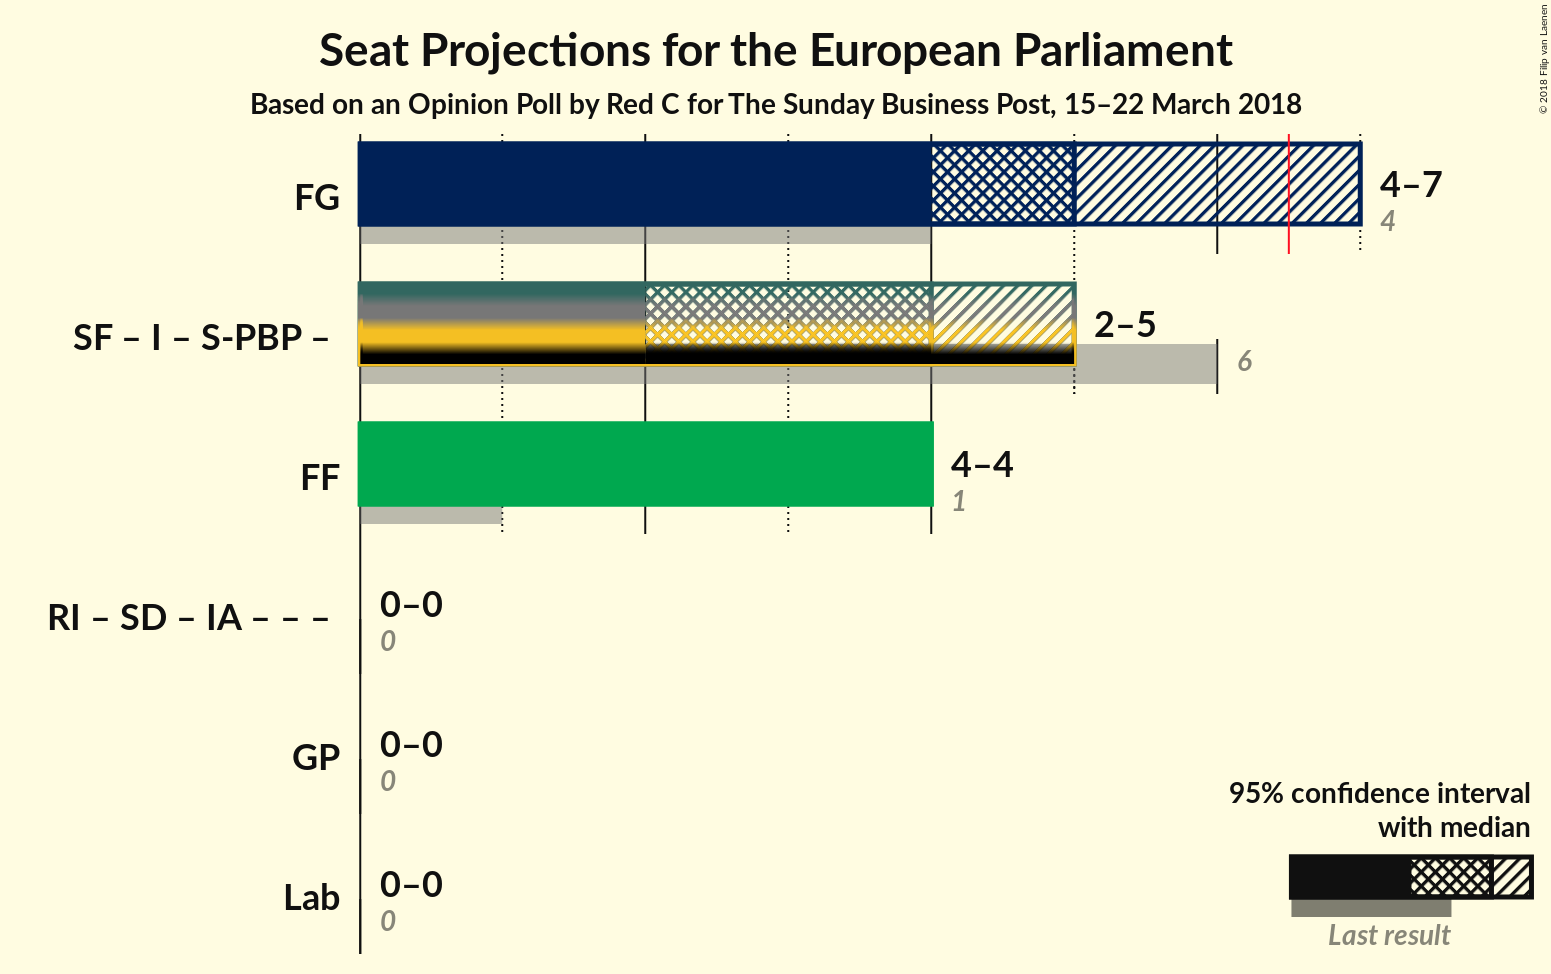 Seat Projections for the European Parliament
Based on an Opinion Poll by Red C for The Sunday Business Post, 15–22 March 2018
© 2018 Filip van Laenen
FG
4–7
4
SF – I – S-PBP –
2–5
6
FF
4–4
1
RI – SD – IA – – –
0–0
0
GP
0–0
0
Lab
0–0
0
95% confidence interval
with median
Last result